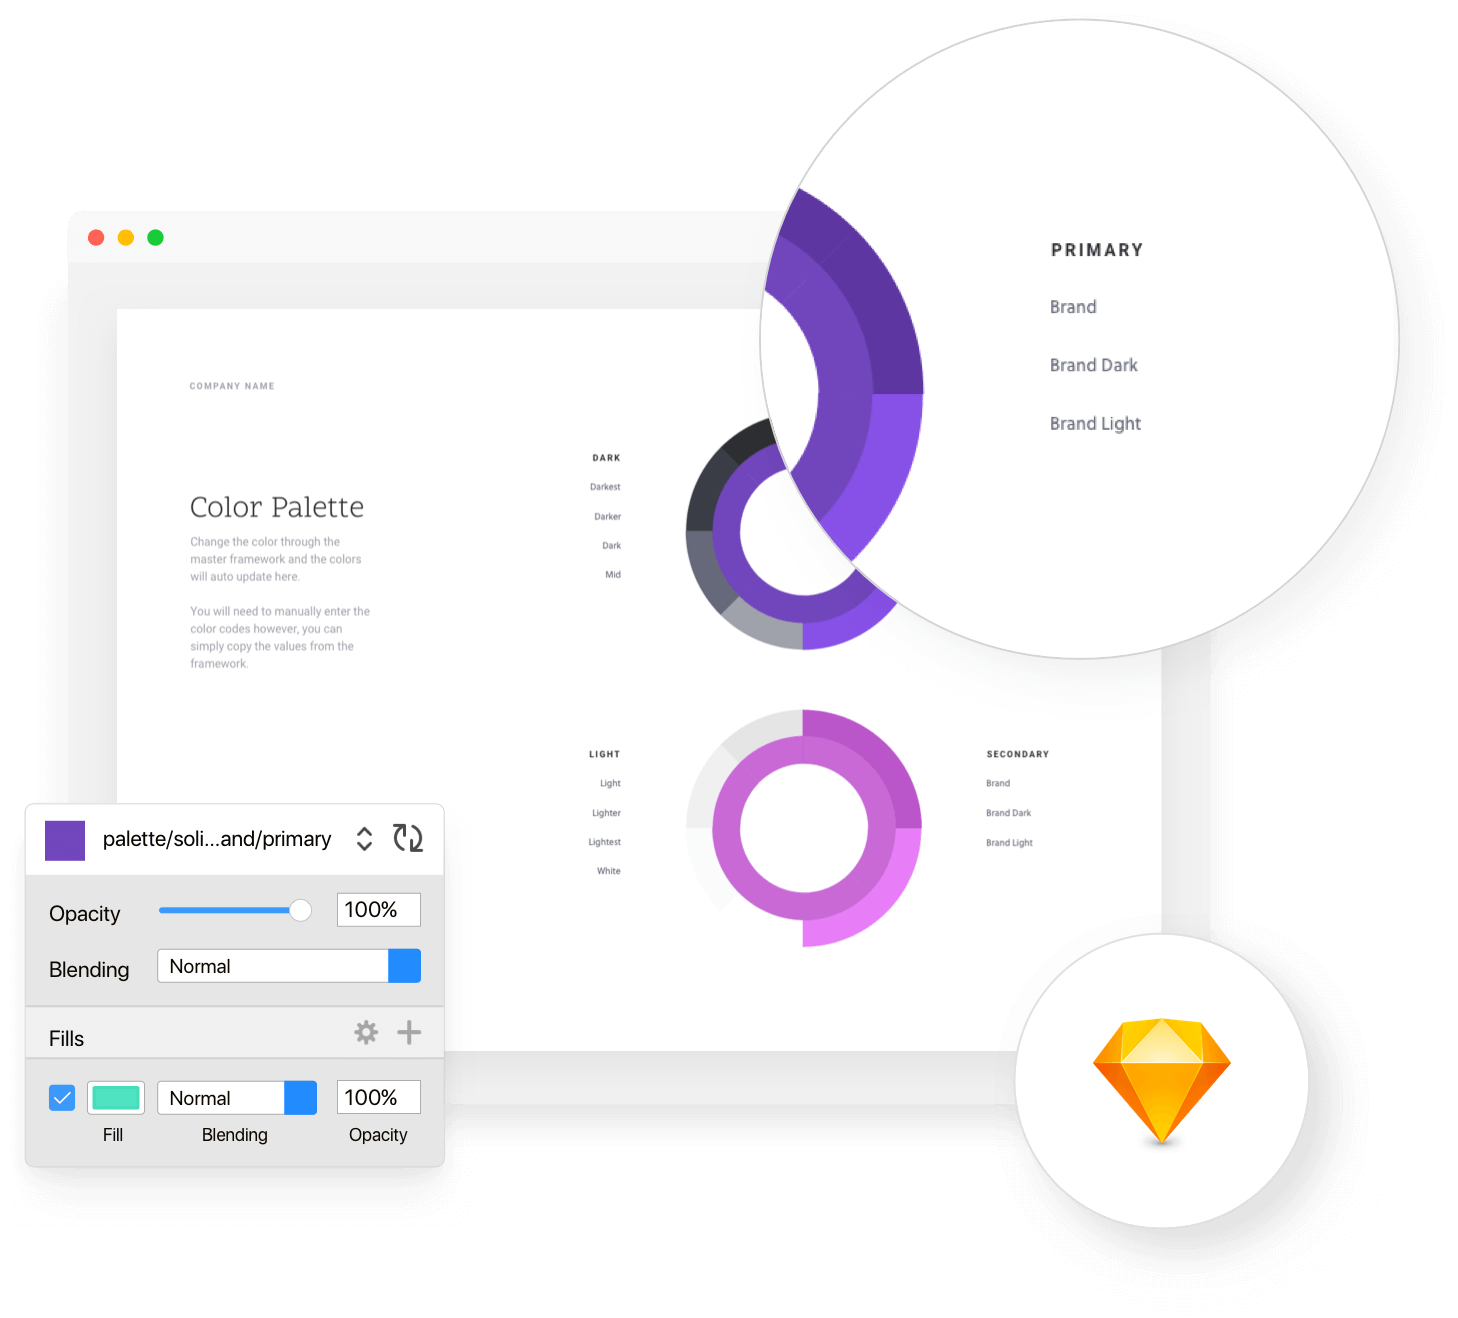 PRIMARY
Brand
Brand Dark
Brand Light
COMPANY NAME
Color Palette
Change the color through the
master framework and the colors
will auto update here.
You will need to manually enter the
color codes however, you can
simply copy the values from the
framework.
DARK
Darkest
Darker
Dark
Mid
LIGHT
Light
Lighter
Lightest
White
SECONDARY
Brand
Brand Dark
Brand Light
palette/soli...and/primary
Opacity 100%
Blending Normal
Fills
Normal 100%
Fill Blending Opacity